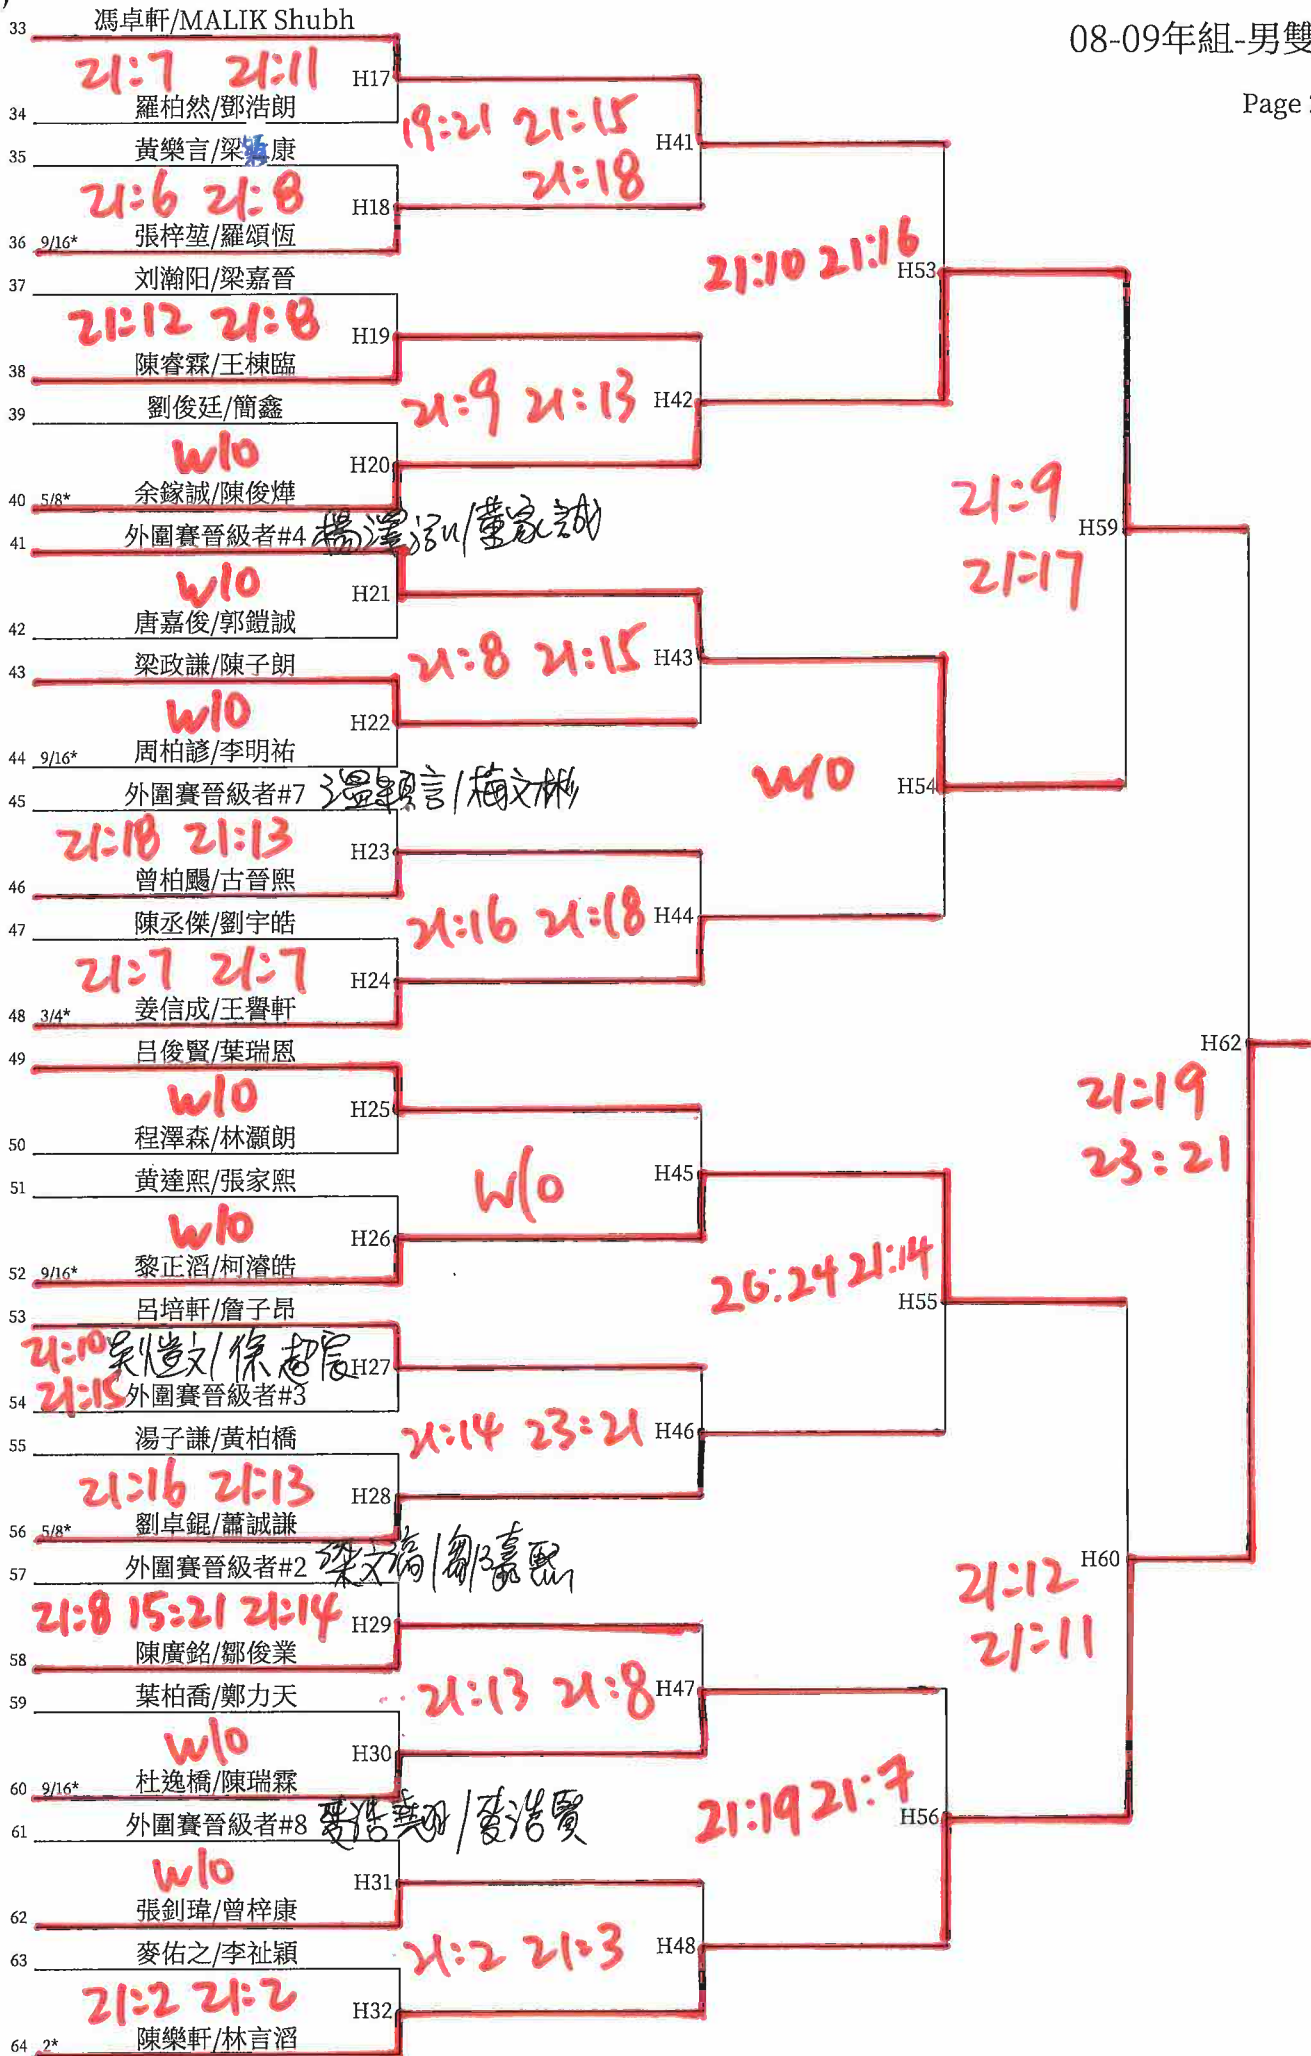 馮卓軒/MALIK Shubh
33
08-09年組-男雙
21:7 21:11
H17
Page
羅柏然/鄧浩朗
34
19:21 21:15
21:18
H41
黃樂言/梁穎康
35
21:6 21:8
H18
36 9/16* 張梓堃/羅頌恆
21:10 21:16
H53
37 刘瀚阳/梁嘉晉
21:12 21:8
H19
38 陳睿霖/王棟臨
39 劉俊廷/簡鑫
21:9 21:13
H42
W/O
H20
40 5/8* 余鎵誠/陳俊燁
21:9
21:17
H59
41 外圍賽晉級者#4
W/O
H21
42 唐嘉俊/郭鎧誠
43 梁政謙/陳子朗
21:8 21:15
H43
W/O
H22
44 9/16* 周柏諺/李明祐
W/O
H54
45 外圍賽晉級者#7 溫穎言/梅文彬
21:18 21:13
H23
46 曾柏颺/古晉熙
47 陳丞傑/劉宇皓
21:16 21:18
H44
21:7 21:7
H24
48 3/4* 姜信成/王譽軒
49 呂俊賢/葉瑞恩
H62
21:19
23:21
W/O
H25
50 程澤森/林灝朗
51 黃達熙/張家熙
W/O
H45
W/O
H26
52 9/16* 黎正滔/柯濬皓
26:24 21:14
H55
53 呂培軒/詹子昂
21:10
H27
21:15
54 外圍賽晉級者#3
55 湯子謙/黃柏橋
21:14 23:21
H46
21:16 21:13
H28
56 5/8* 劉卓錕/蕭誠謙
57 外圍賽晉級者#2
21:12
21:11
H60
21:8 15:21 21:14
H29
58 陳廣銘/鄒俊業
59 葉柏喬/鄭力天
21:13 21:8
H47
W/O
H30
60 9/16* 杜逸橋/陳瑞霖
21:19 21:7
H56
61 外圍賽晉級者#8 麥浩堯/麥浩賢
W/O
H31
62 張釗瑋/曾梓康
63 麥佑之/李祉穎
21:2 21:3
H48
21:2 21:2
H32
64 2* 陳樂軒/林言滔